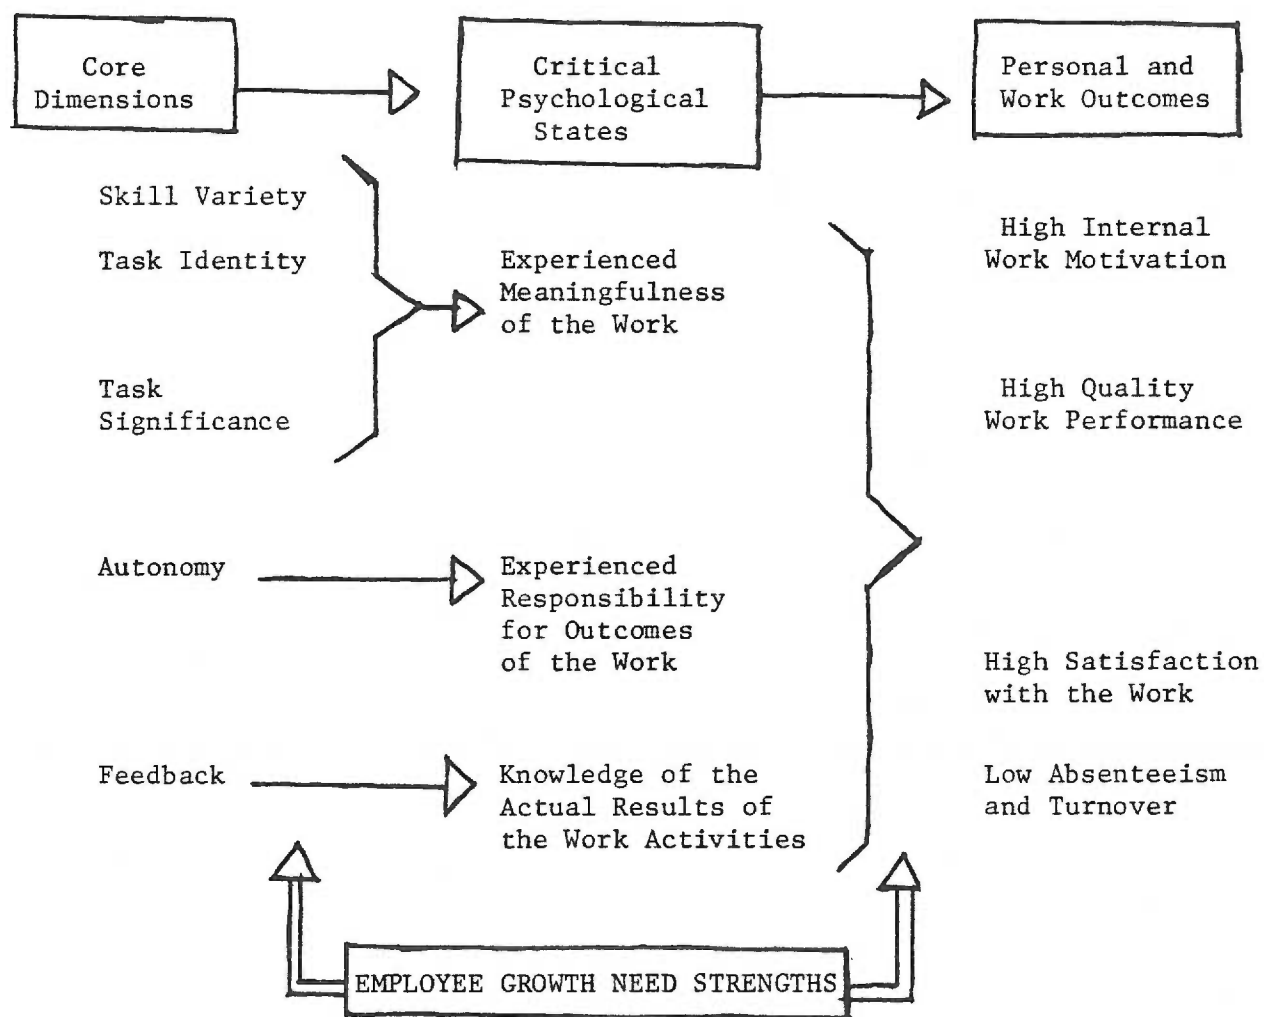 Core
Dimensions
Critical
Psychological
States
Personal and
Work Outcomes
Skill Variety
Task Identity
Task
Significance
Experienced
Meaningfulness
of the Work
High Internal
Work Motivation
High Quality
Work Performance
Autonomy
Experienced
Responsibility
for Outcomes
of the Work
High Satisfaction
with the Work
Feedback
Knowledge of the
Actual Results of
the Work Activities
Low Absenteeism
and Turnover
EMPLOYEE GROWTH NEED STRENGTHS